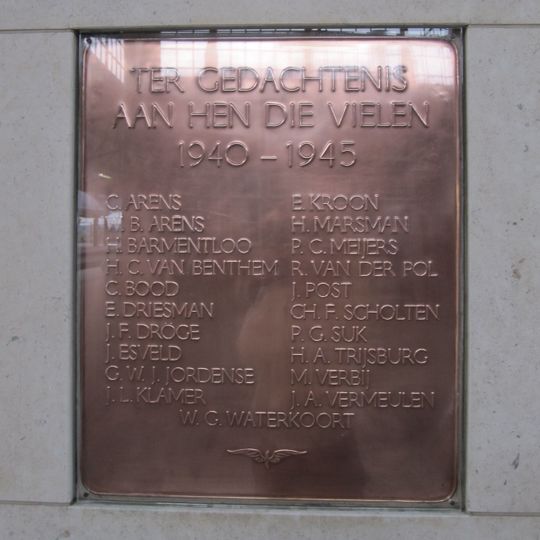 TER GEDACHTENIS
AAN HEN DIE VIELEN
1940 – 1945
C. ARENS
W. B. ARENS
H. BARMENTLOO
H. C. VAN BENTHEM
C. BOOD
E. DRIESMAN
J. F. DRÖGE
J. ESVELD
G. W. J. JORDENSE
J. L. KLAMER
E. KROON
H. MARSMAN
P. C. MEIJERS
R. VAN DER POL
J. POST
CH. F. SCHOLTEN
P. G. SUK
H. A. TRIJSBURG
M. VERBIJ
J. A. VERMEULEN
W. G. WATERKOORT